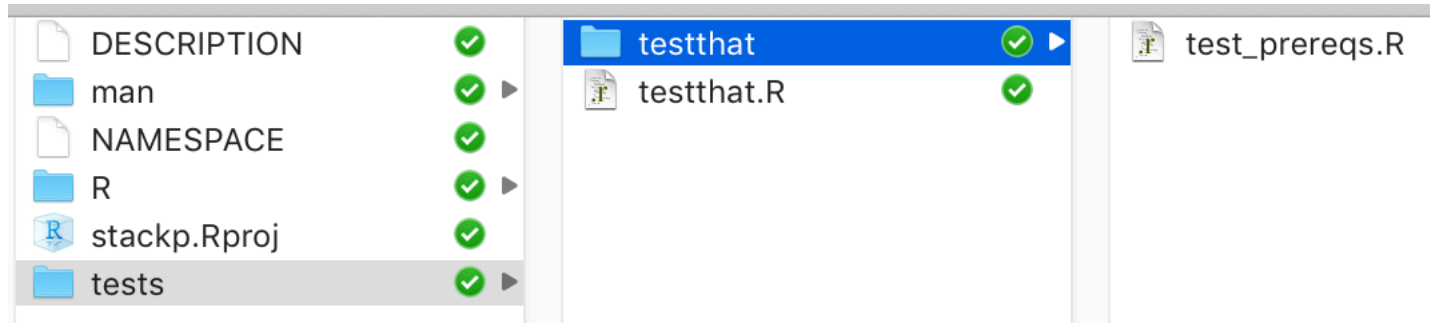 DESCRIPTION
man
NAMESPACE
R
stackp.Rproj
tests
testthat
testthat.R
test_prereqs.R